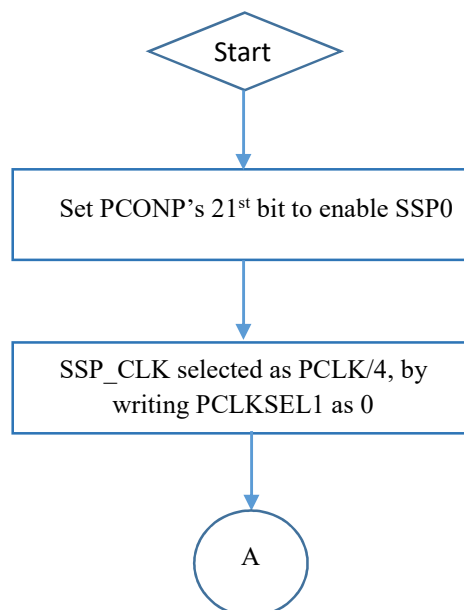 Start
Set PCONP’s 21st bit to enable SSP0
SSP_CLK selected as PCLK/4, by
writing PCLKSEL1 as 0
A